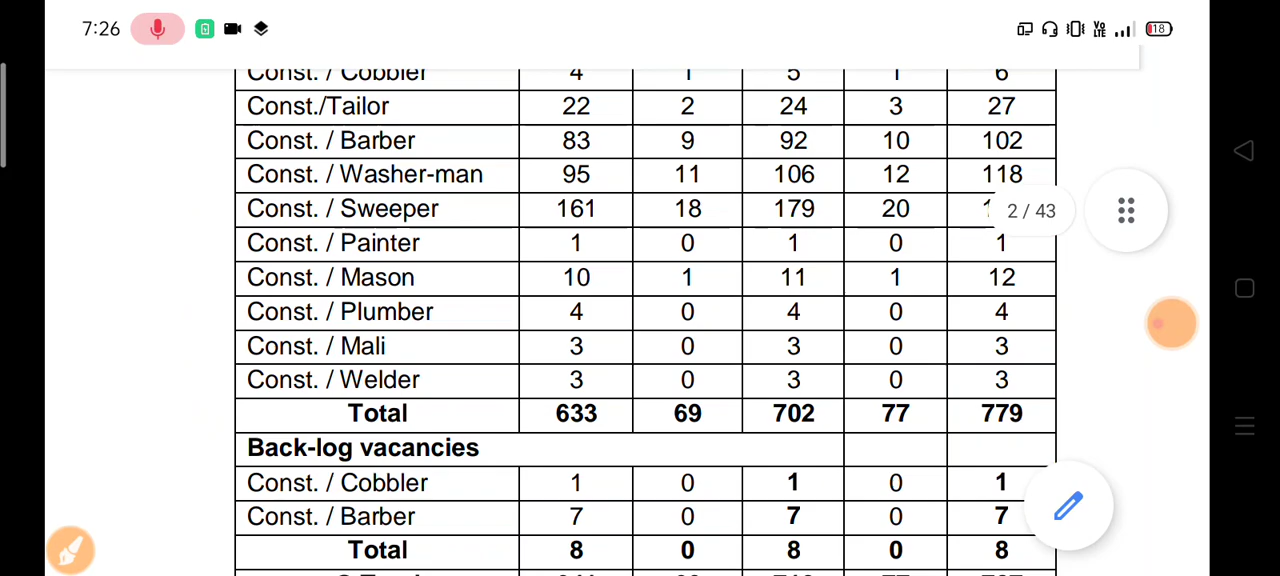 7:26 VO LTE 18
Const. / Cobbler 4 1 5 1 6
Const./Tailor 22 2 24 3 27
Const. / Barber 83 9 92 10 102
Const. / Washer-man 95 11 106 12 118
Const. / Sweeper 161 18 179 20
2 / 43
Const. / Painter 1 0 1 0 1
Const. / Mason 10 1 11 1 12
Const. / Plumber 4 0 4 0 4
Const. / Mali 3 0 3 0 3
Const. / Welder 3 0 3 0 3
Total 633 69 702 77 779
Back-log vacancies
Const. / Cobbler 1 0 1 0 1
Const. / Barber 7 0 7 0 7
Total 8 0 8 0 8